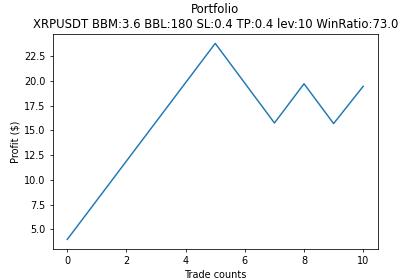 Portfolio
XRPUSDT BBM:3.6 BBL:180 SL:0.4 TP:0.4 lev:10 WinRatio:73.0
22.5
20.0
17.5
15.0
12.5
10.0
7.5
5.0
Profit ($)
0 2 4 6 8 10
Trade counts